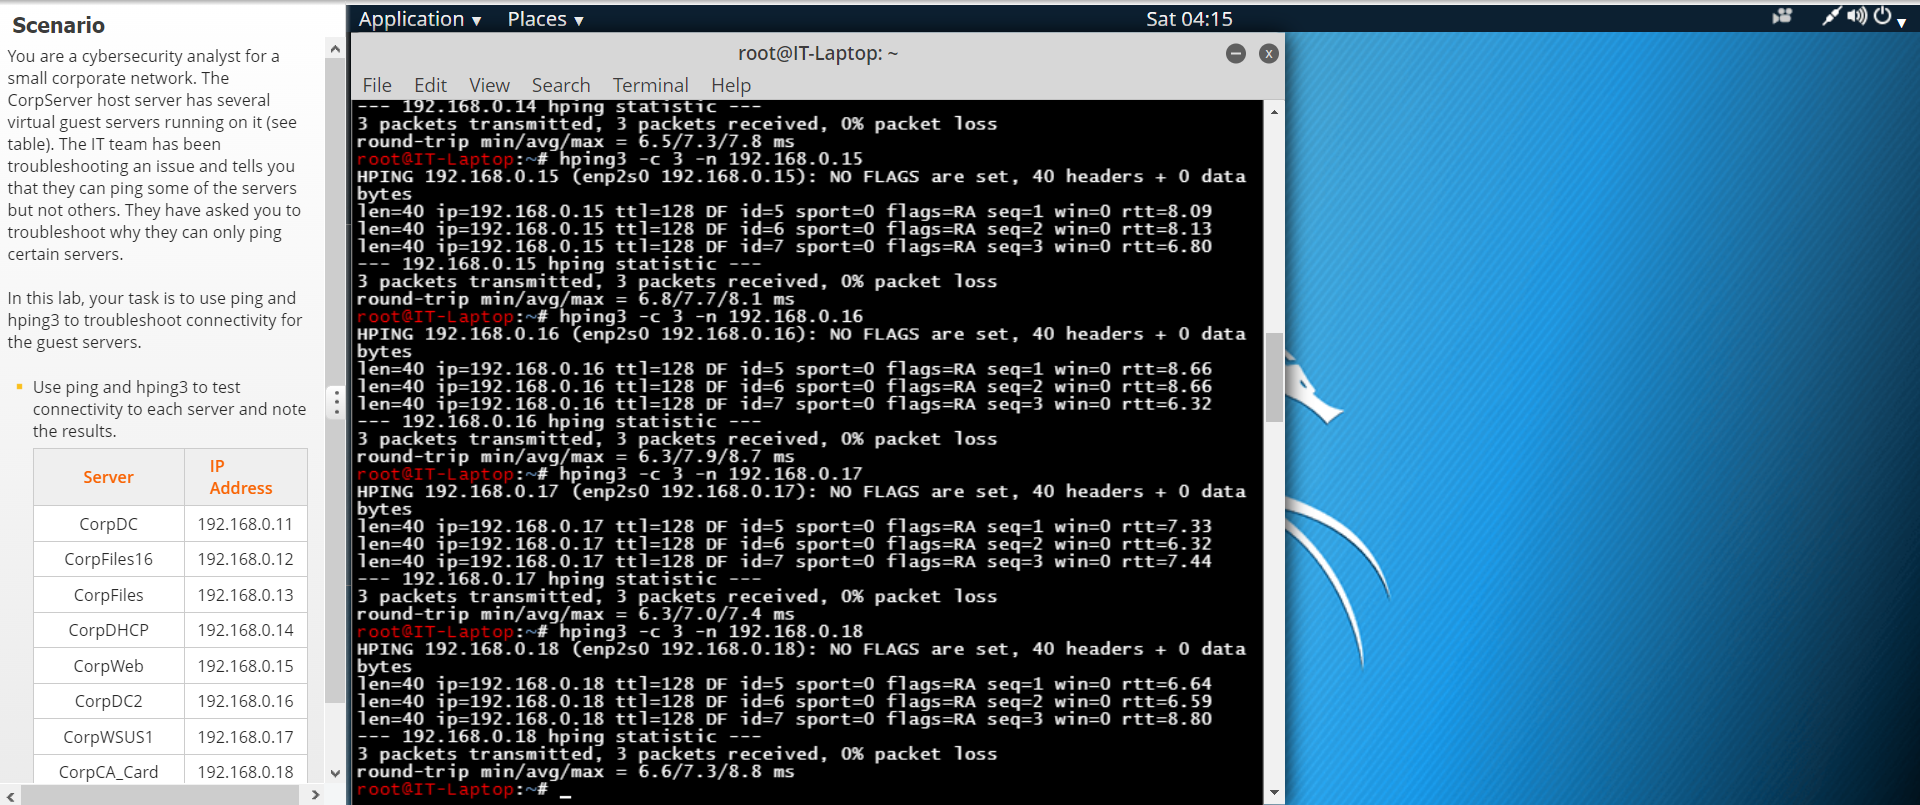 Scenario
You are a cybersecurity analyst for a
small corporate network. The
CorpServer host server has several
virtual guest servers running on it (see
table). The IT team has been
troubleshooting an issue and tells you
that they can ping some of the servers
but not others. They have asked you to
troubleshoot why they can only ping
certain servers.
In this lab, your task is to use ping and
hping3 to troubleshoot connectivity for
the guest servers.
Use ping and hping3 to test
connectivity to each server and note
the results.
Server IP Address
CorpDC 192.168.0.11
CorpFiles16 192.168.0.12
CorpFiles 192.168.0.13
CorpDHCP 192.168.0.14
CorpWeb 192.168.0.15
CorpDC2 192.168.0.16
CorpWSUS1 192.168.0.17
CorpCA_Card 192.168.0.18
Application Places Sat 04:15
root@IT-Laptop: ~
File Edit View Search Terminal Help
--- 192.168.0.14 hping statistic ---
3 packets transmitted, 3 packets received, 0% packet loss
round-trip min/avg/max = 6.5/7.3/7.8 ms
root@IT-Laptop:~# hping3 -c 3 -n 192.168.0.15
HPING 192.168.0.15 (enp2s0 192.168.0.15): NO FLAGS are set, 40 headers + 0 data
bytes
len=40 ip=192.168.0.15 ttl=128 DF id=5 sport=0 flags=RA seq=1 win=0 rtt=8.09
len=40 ip=192.168.0.15 ttl=128 DF id=6 sport=0 flags=RA seq=2 win=0 rtt=8.13
len=40 ip=192.168.0.15 ttl=128 DF id=7 sport=0 flags=RA seq=3 win=0 rtt=6.80
--- 192.168.0.15 hping statistic ---
3 packets transmitted, 3 packets received, 0% packet loss
round-trip min/avg/max = 6.8/7.7/8.1 ms
root@IT-Laptop:~# hping3 -c 3 -n 192.168.0.16
HPING 192.168.0.16 (enp2s0 192.168.0.16): NO FLAGS are set, 40 headers + 0 data
bytes
len=40 ip=192.168.0.16 ttl=128 DF id=5 sport=0 flags=RA seq=1 win=0 rtt=8.66
len=40 ip=192.168.0.16 ttl=128 DF id=6 sport=0 flags=RA seq=2 win=0 rtt=8.66
len=40 ip=192.168.0.16 ttl=128 DF id=7 sport=0 flags=RA seq=3 win=0 rtt=6.32
--- 192.168.0.16 hping statistic ---
3 packets transmitted, 3 packets received, 0% packet loss
round-trip min/avg/max = 6.3/7.9/8.7 ms
root@IT-Laptop:~# hping3 -c 3 -n 192.168.0.17
HPING 192.168.0.17 (enp2s0 192.168.0.17): NO FLAGS are set, 40 headers + 0 data
bytes
len=40 ip=192.168.0.17 ttl=128 DF id=5 sport=0 flags=RA seq=1 win=0 rtt=7.33
len=40 ip=192.168.0.17 ttl=128 DF id=6 sport=0 flags=RA seq=2 win=0 rtt=6.32
len=40 ip=192.168.0.17 ttl=128 DF id=7 sport=0 flags=RA seq=3 win=0 rtt=7.44
--- 192.168.0.17 hping statistic ---
3 packets transmitted, 3 packets received, 0% packet loss
round-trip min/avg/max = 6.3/7.0/7.4 ms
root@IT-Laptop:~# hping3 -c 3 -n 192.168.0.18
HPING 192.168.0.18 (enp2s0 192.168.0.18): NO FLAGS are set, 40 headers + 0 data
bytes
len=40 ip=192.168.0.18 ttl=128 DF id=5 sport=0 flags=RA seq=1 win=0 rtt=6.64
len=40 ip=192.168.0.18 ttl=128 DF id=6 sport=0 flags=RA seq=2 win=0 rtt=6.59
len=40 ip=192.168.0.18 ttl=128 DF id=7 sport=0 flags=RA seq=3 win=0 rtt=8.80
--- 192.168.0.18 hping statistic ---
3 packets transmitted, 3 packets received, 0% packet loss
round-trip min/avg/max = 6.6/7.3/8.8 ms
root@IT-Laptop:~# _